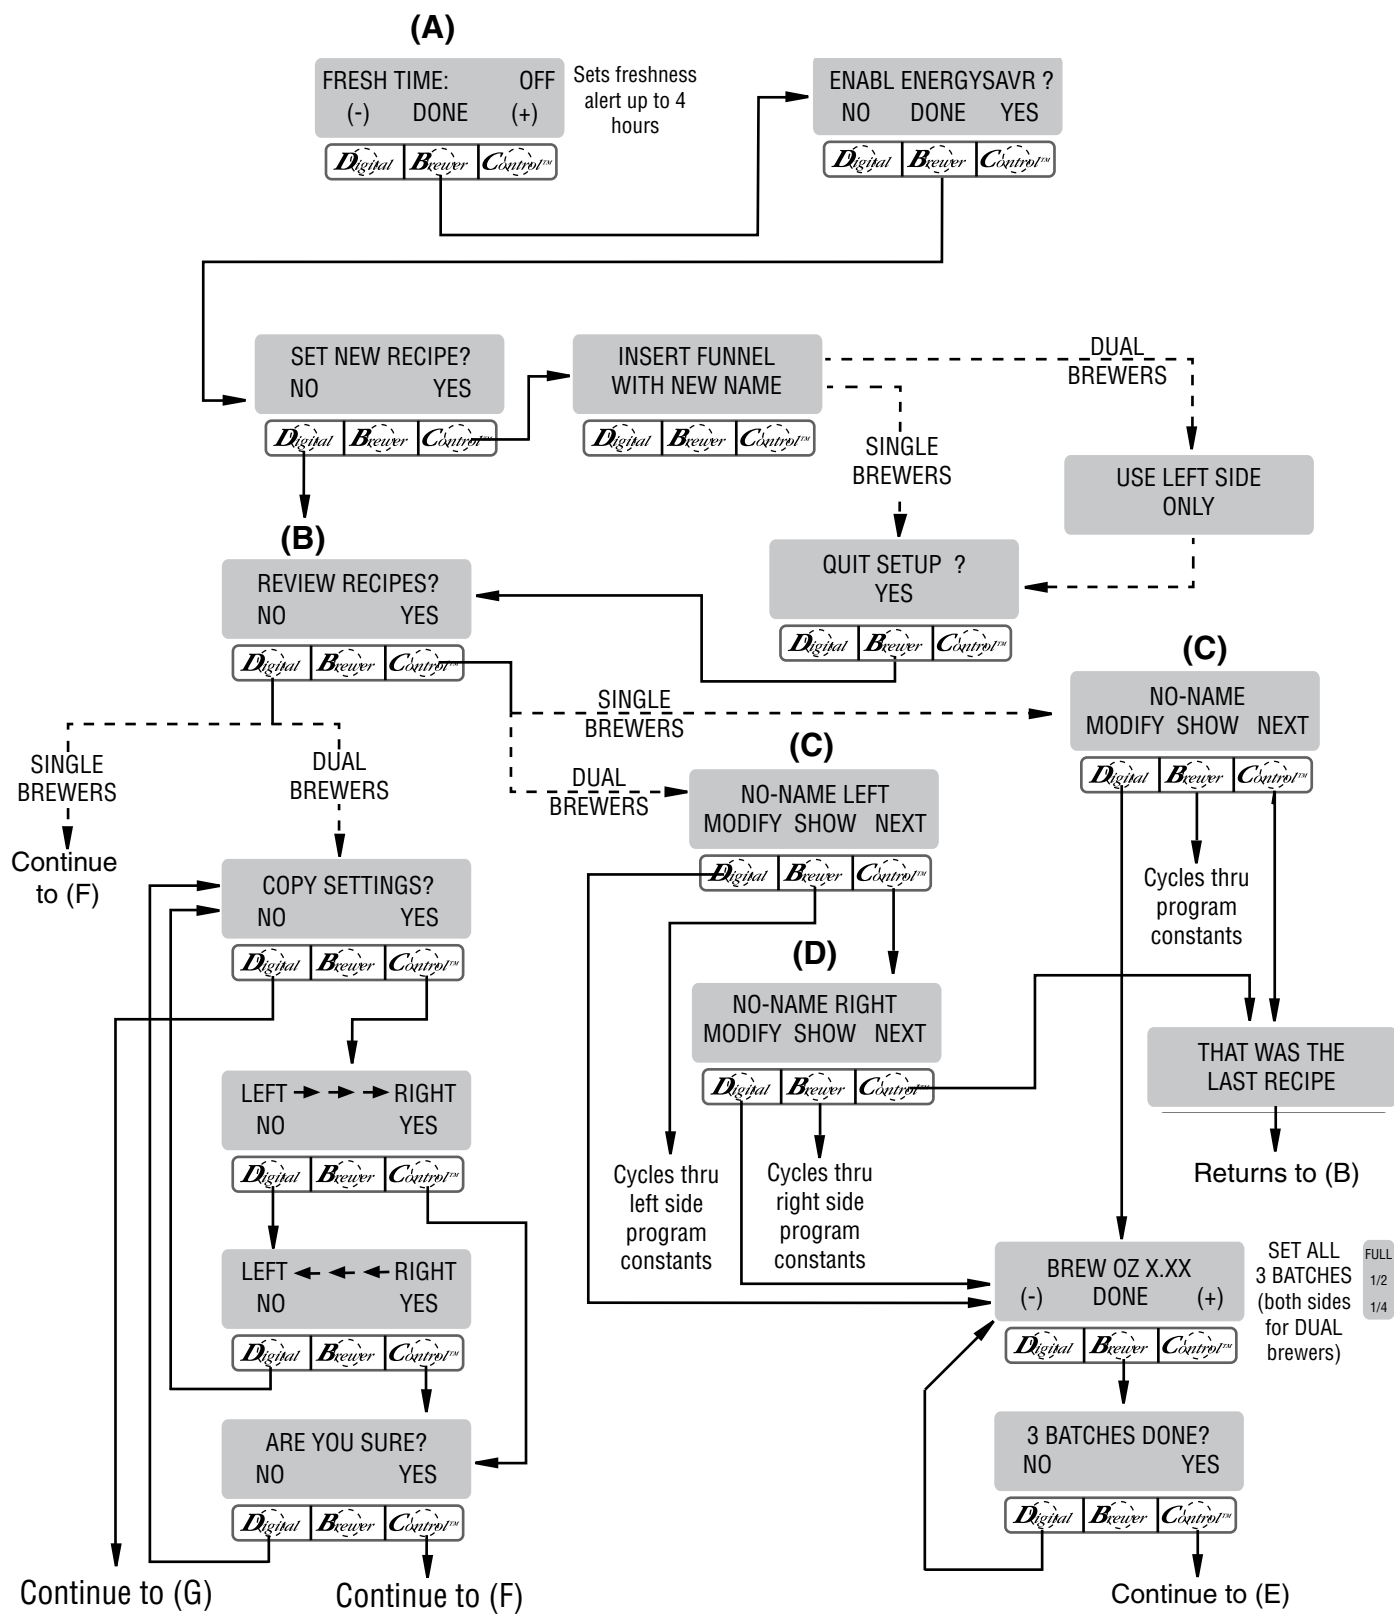 (A)
FRESH TIME: OFF
(-) DONE (+)
Digital Brewer Control™
Sets freshness
alert up to 4
hours
ENABL ENERGYSAVR ?
NO DONE YES
Digital Brewer Control™
SET NEW RECIPE?
NO YES
Digital Brewer Control™
INSERT FUNNEL
WITH NEW NAME
Digital Brewer Control™
DUAL
BREWERS
SINGLE
BREWERS
USE LEFT SIDE
ONLY
QUIT SETUP ?
YES
Digital Brewer Control™
(B)
REVIEW RECIPES?
NO YES
Digital Brewer Control™
SINGLE
BREWERS
DUAL
BREWERS
SINGLE
BREWERS
Continue
to (F)
DUAL
BREWERS
(C)
NO-NAME
MODIFY SHOW NEXT
Digital Brewer Control™
Cycles thru
program
constants
(C)
NO-NAME LEFT
MODIFY SHOW NEXT
Digital Brewer Control™
(D)
NO-NAME RIGHT
MODIFY SHOW NEXT
Digital Brewer Control™
Cycles thru
left side
program
constants
Cycles thru
right side
program
constants
THAT WAS THE
LAST RECIPE
Returns to (B)
COPY SETTINGS?
NO YES
Digital Brewer Control™
LEFT RIGHT
NO YES
Digital Brewer Control™
LEFT RIGHT
NO YES
Digital Brewer Control™
ARE YOU SURE?
NO YES
Digital Brewer Control™
Continue to (G)
Continue to (F)
BREW OZ X.XX
(-) DONE (+)
Digital Brewer Control™
SET ALL
3 BATCHES
(both sides
for DUAL
brewers)
FULL
1/2
1/4
3 BATCHES DONE?
NO YES
Digital Brewer Control™
Continue to (E)